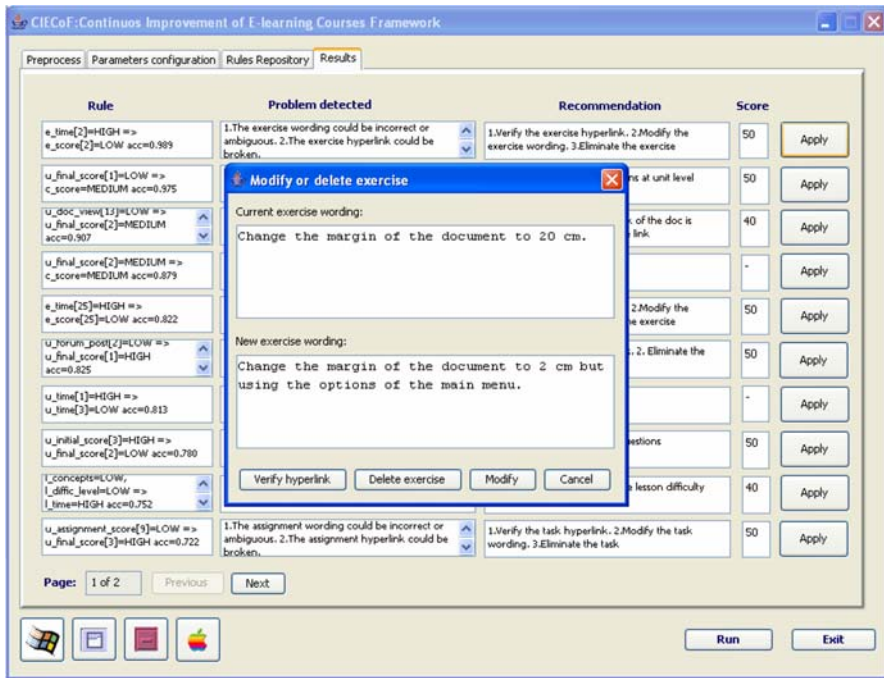 CIECoF:Continuos Improvement of E-learning Courses Framework
Preprocess Parameters configuration Rules Repository Results
Rule Problem detected Recommendation Score
e_time[2]=HIGH =>
e_score[2]=LOW acc=0.989
1.The exercise wording could be incorrect or
ambiguous. 2.The exercise hyperlink could be
broken.
1.Verify the exercise hyperlink. 2.Modify the
exercise wording. 3.Eliminate the exercise
50
Apply
u_final_score[1]=LOW =>
c_score=MEDIUM acc=0.975
ns at unit level
50
Apply
u_doc_view[13]=LOW =>
u_final_score[2]=MEDIUM
acc=0.907
of the doc is
link
40
Apply
u_final_score[2]=MEDIUM =>
c_score=MEDIUM acc=0.879
-
Apply
e_time[25]=HIGH =>
e_score[25]=LOW acc=0.822
2.Modify the
e exercise
50
Apply
u_forum_post[2]=LOW =>
u_final_score[1]=HIGH
acc=0.825
. 2. Eliminate the
50
Apply
u_time[1]=HIGH =>
u_time[3]=LOW acc=0.813
-
Apply
u_initial_score[3]=HIGH =>
u_final_score[2]=LOW acc=0.780
estions
50
Apply
l_concepts=LOW,
l_diffic_level=LOW =>
l_time=HIGH acc=0.752
e lesson difficulty
40
Apply
u_assignment_score[9]=LOW =>
u_final_score[3]=HIGH acc=0.722
1.The assignment wording could be incorrect or
ambiguous. 2.The assignment hyperlink could be
broken.
1.Verify the task hyperlink. 2.Modify the task
wording. 3.Eliminate the task
50
Apply
Modify or delete exercise
Current exercise wording:
Change the margin of the document to 20 cm.
New exercise wording:
Change the margin of the document to 2 cm but
using the options of the main menu.
Verify hyperlink Delete exercise Modify Cancel
Page: 1 of 2 Previous Next
Run Exit